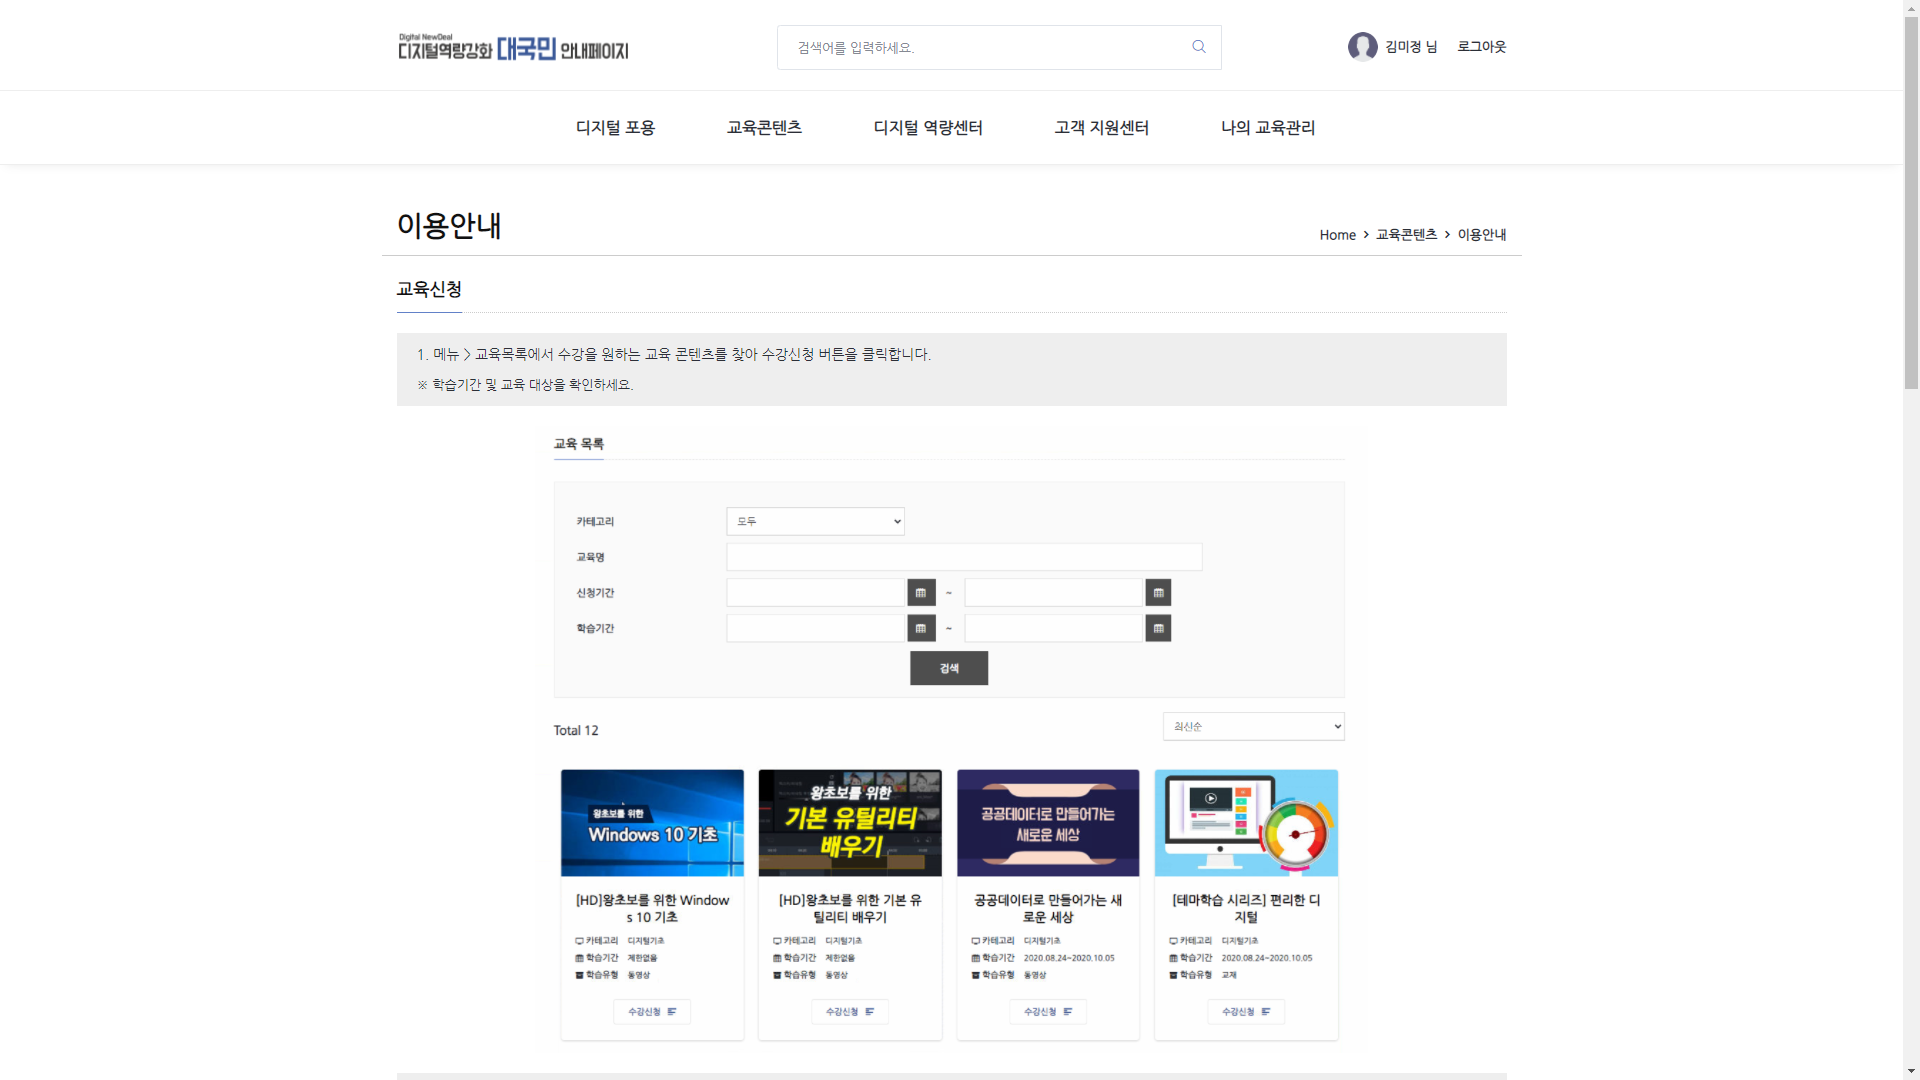 Digital NewDeal
디지털역량강화 대국민 안내페이지
검색어를 입력하세요.
김미정 님
로그아웃
디지털 포용
교육콘텐츠
디지털 역량센터
고객 지원센터
나의 교육관리
이용안내
Home > 교육콘텐츠 > 이용안내
교육신청
1. 메뉴 > 교육목록에서 수강을 원하는 교육 콘텐츠를 찾아 수강신청 버튼을 클릭합니다.
※ 학습기간 및 교육 대상을 확인하세요.
교육 목록
카테고리
모두
교육명
신청기간
~
학습기간
~
검색
Total 12
최신순
왕초보를 위한
Windows 10 기초
[HD]왕초보를 위한 Window
s 10 기초
카테고리 디지털기초
학습기간 제한없음
학습유형 동영상
수강신청
왕초보를 위한
기본 유틸리티
배우기
[HD]왕초보를 위한 기본 유
틸리티 배우기
카테고리 디지털기초
학습기간 제한없음
학습유형 동영상
수강신청
공공데이터로 만들어가는
새로운 세상
공공데이터로 만들어가는 새
로운 세상
카테고리 디지털기초
학습기간 2020.08.24~2020.10.05
학습유형 동영상
수강신청
[테마학습 시리즈] 편리한 디
지털
카테고리 디지털기초
학습기간 2020.08.24~2020.10.05
학습유형 교재
수강신청